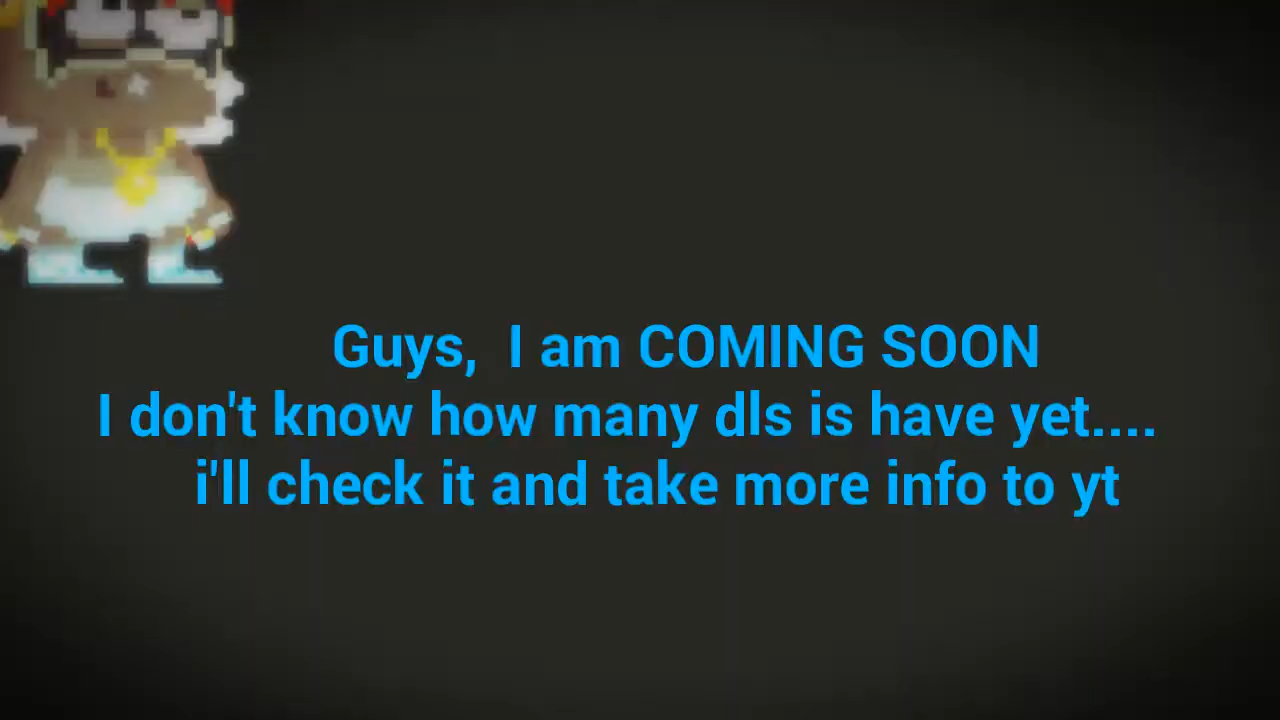 Guys,  I am COMING SOON
I don't know how many dls is have yet....
i'll check it and take more info to yt